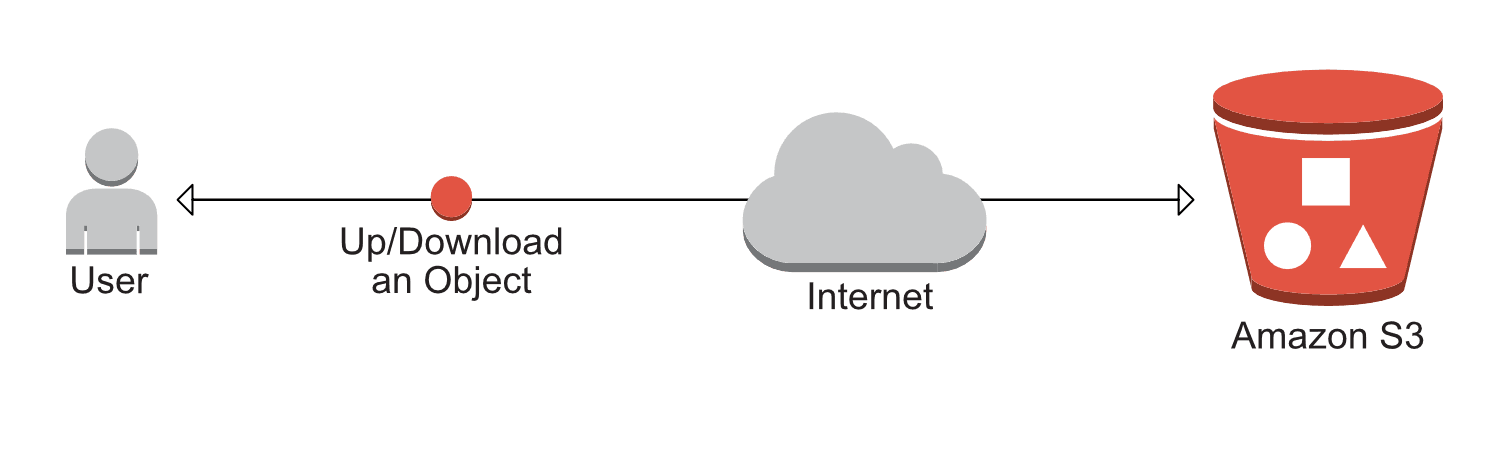 User
Up/Download
an Object
Internet
Amazon S3